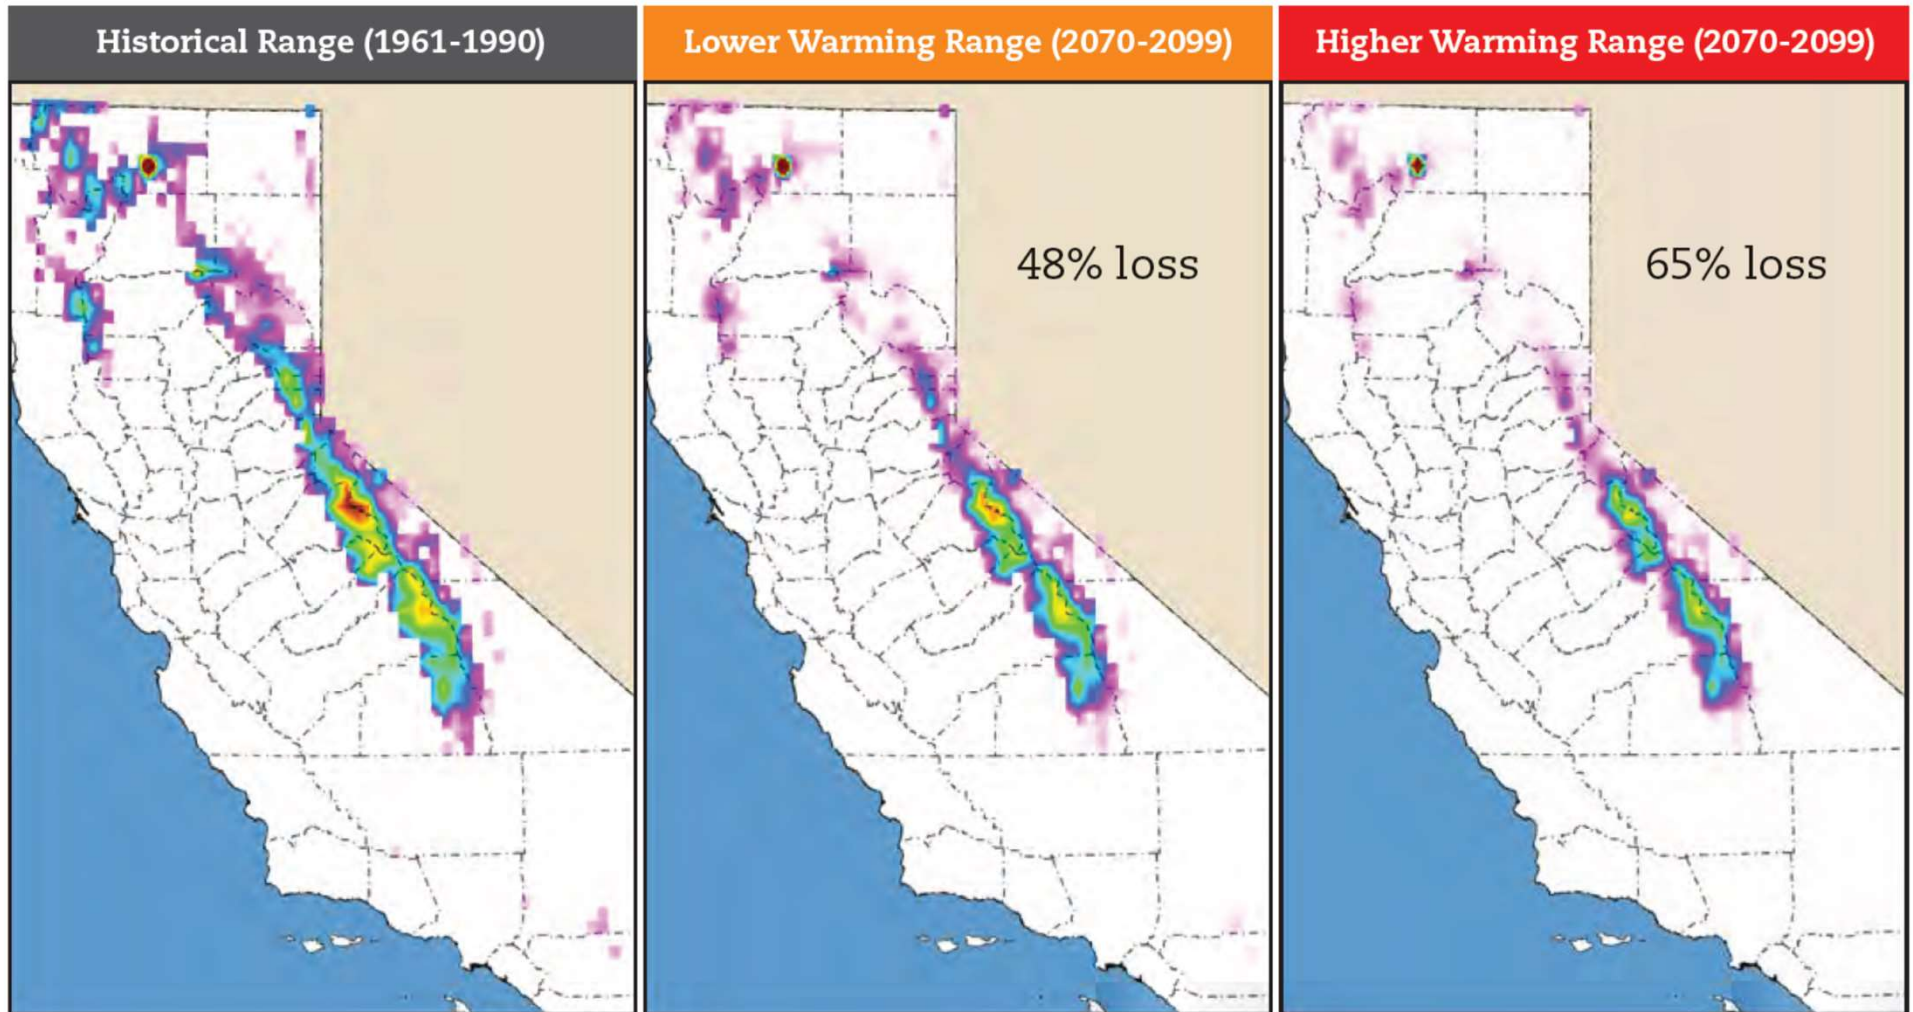 Historical Range (1961-1990)
Lower Warming Range (2070-2099)
Higher Warming Range (2070-2099)
48% loss
65% loss